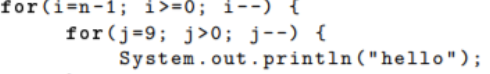 for(i=n-1; i>=0; i--) {
for(j=9; j>0; j--) {
System.out.println("hello");